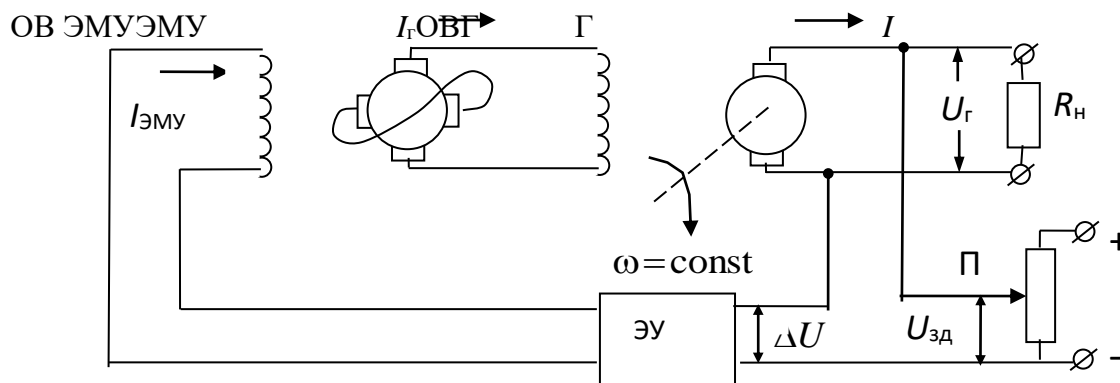 ОВ ЭМУЭМУ IгОВГ Г I
IЭМУ Uг Rн
ω=const П +
ЭУ ΔU Uзд −